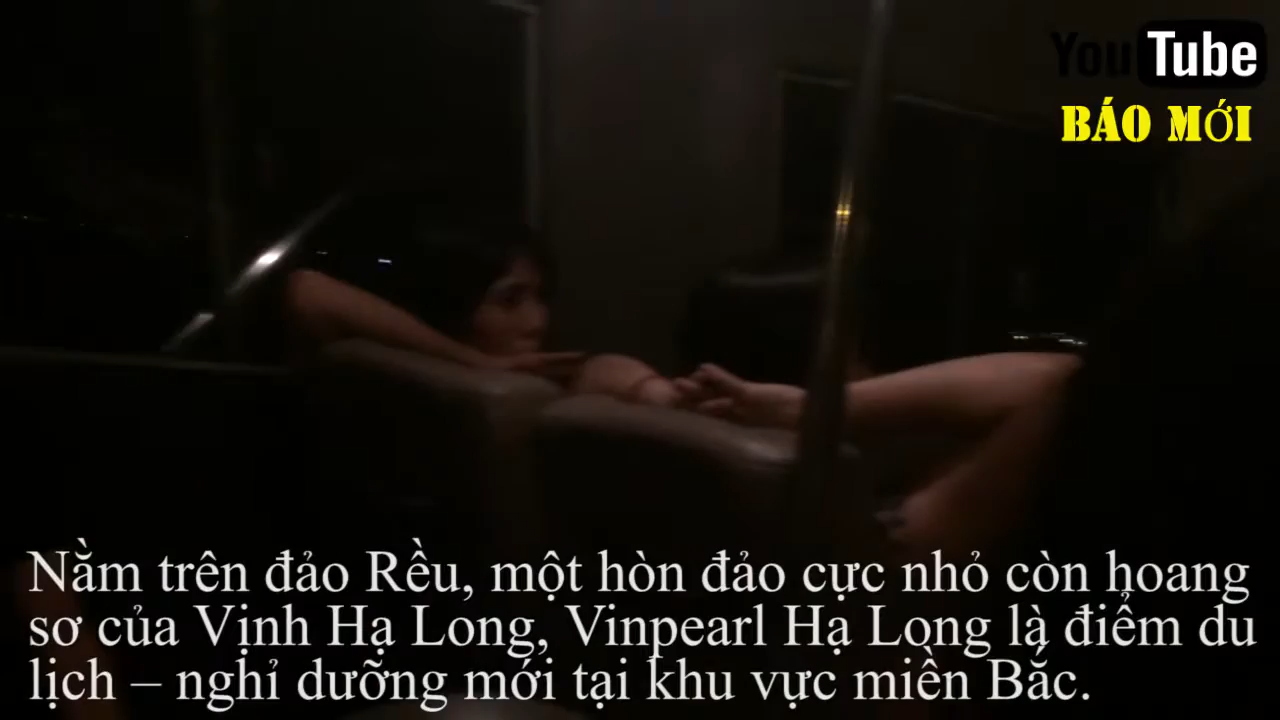 YouTube
BÁO MỚI
Nằm trên đảo Rều, một hòn đảo cực nhỏ còn hoang
sơ của Vịnh Hạ Long, Vinpearl Hạ Long là điểm du
lịch – nghỉ dưỡng mới tại khu vực miền Bắc.